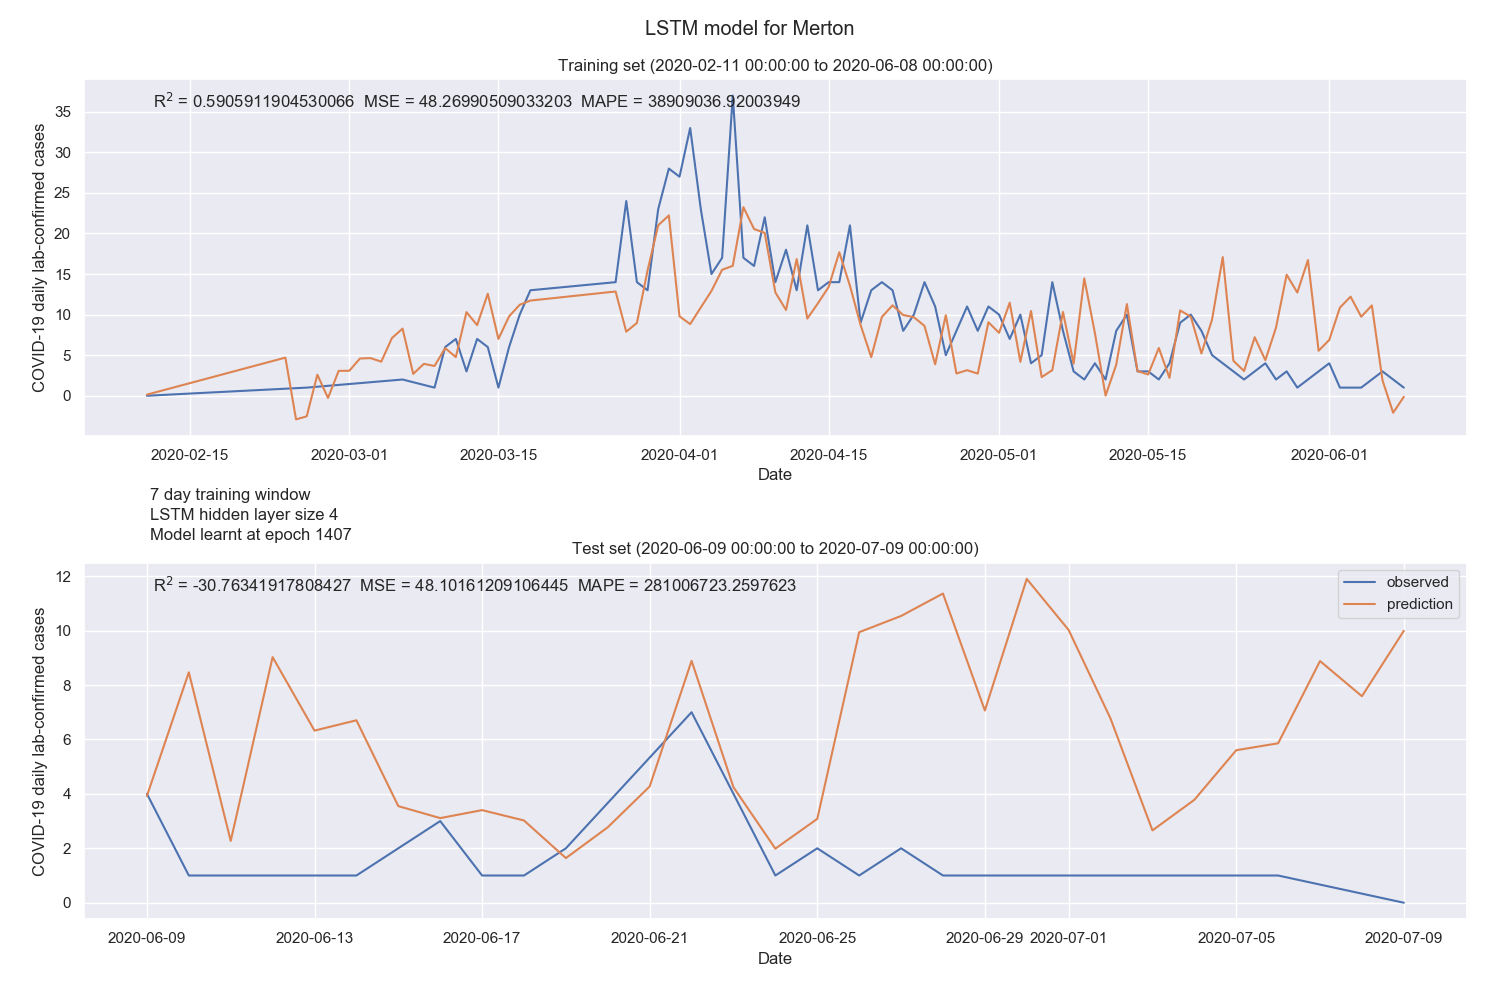 LSTM model for Merton
Training set (2020-02-11 00:00:00 to 2020-06-08 00:00:00)
R² = 0.5905911904530066 MSE = 48.26990509033203 MAPE = 38909036.92003949
COVID-19 daily lab-confirmed cases
35
30
25
20
15
10
5
0
2020-02-15 2020-03-01 2020-03-15 2020-04-01 2020-04-15 2020-05-01 2020-05-15 2020-06-01
Date
7 day training window
LSTM hidden layer size 4
Model learnt at epoch 1407
Test set (2020-06-09 00:00:00 to 2020-07-09 00:00:00)
R² = -30.76341917808427 MSE = 48.10161209106445 MAPE = 281006723.2597623
observed
prediction
COVID-19 daily lab-confirmed cases
12
10
8
6
4
2
0
2020-06-09 2020-06-13 2020-06-17 2020-06-21 2020-06-25 2020-06-29 2020-07-01 2020-07-05 2020-07-09
Date